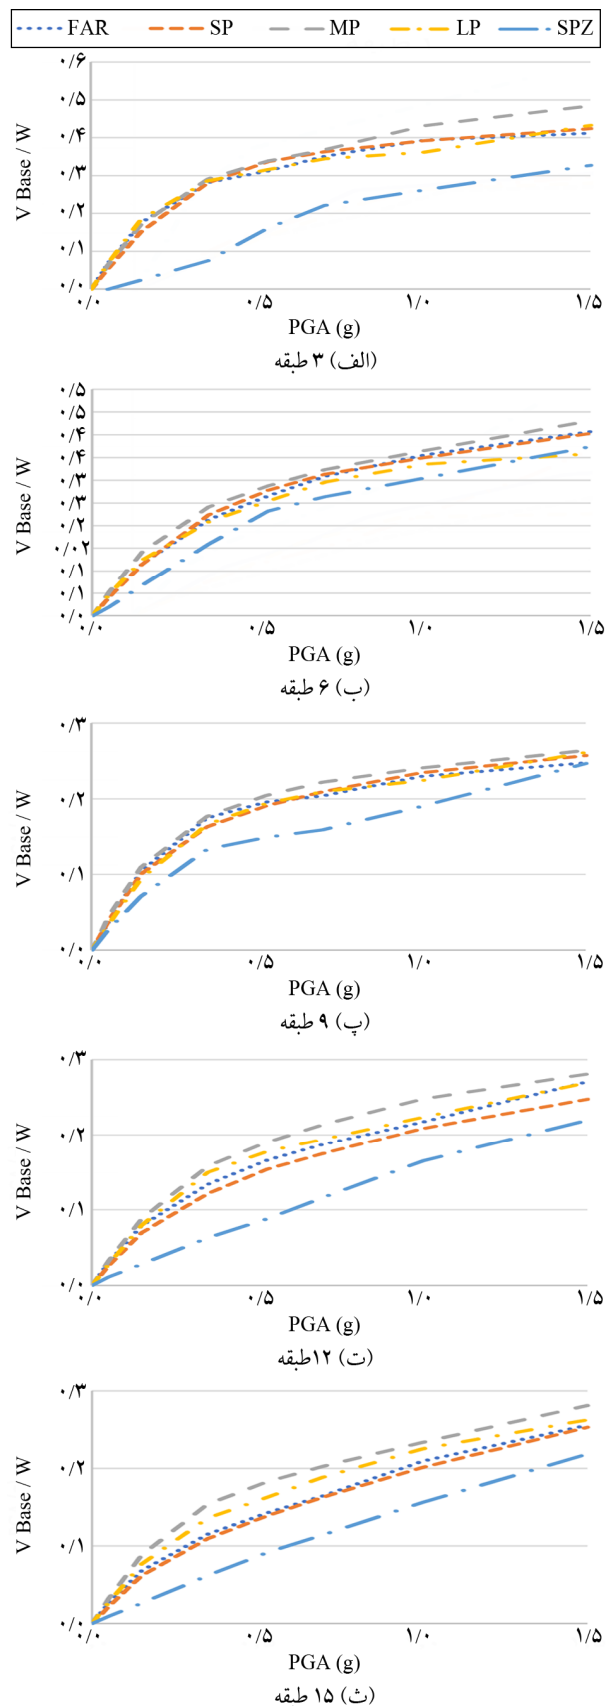 FAR SP MP LP SPZ
۰/۶
۰/۵
۰/۴
۰/۳
۰/۲
۰/۱
۰/۰
V Base / W
۰/۰ ۰/۵ ۱/۰ ۱/۵
PGA (g)
(الف) ۳ طبقه
۰/۵
۰/۵
۰/۴
۰/۴
۰/۳
۰/۳
۰/۲
۰/۰۲
۰/۱
۰/۱
۰/۰
V Base / W
۰/۰ ۰/۵ ۱/۰ ۱/۵
PGA (g)
(ب) ۶ طبقه
۰/۳
۰/۲
۰/۱
۰/۰
V Base / W
۰/۰ ۰/۵ ۱/۰ ۱/۵
PGA (g)
(پ) ۹ طبقه
۰/۳
۰/۲
۰/۱
۰/۰
V Base / W
۰/۰ ۰/۵ ۱/۰ ۱/۵
PGA (g)
(ت) ۱۲طبقه
۰/۳
۰/۲
۰/۱
۰/۰
V Base / W
۰/۰ ۰/۵ ۱/۰ ۱/۵
PGA (g)
(ث) ۱۵ طبقه